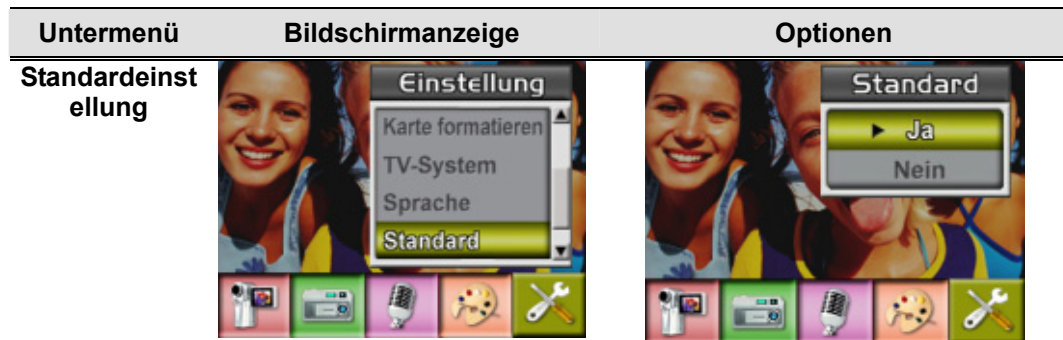 Untermenü Bildschirmanzeige Optionen
Standardeinst
ellung
Einstellung
Karte formatieren
TV-System
Sprache
Standard
Standard
Ja
Nein